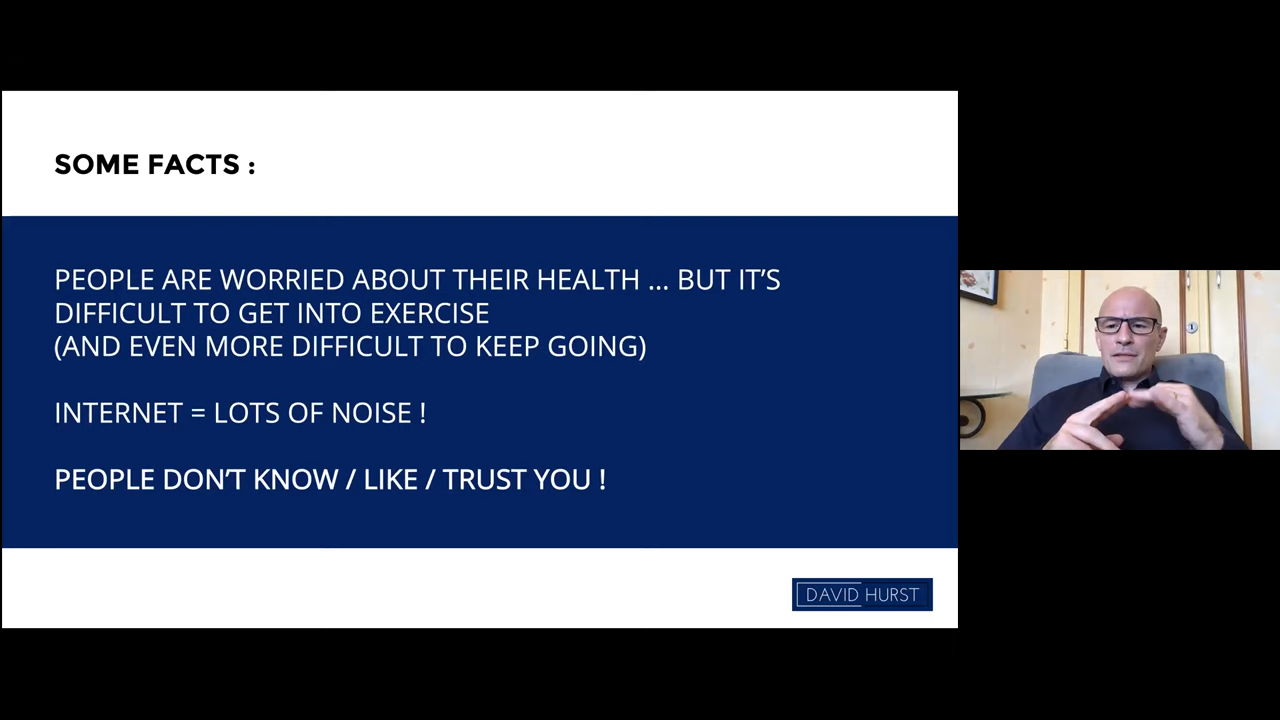 SOME FACTS :
PEOPLE ARE WORRIED ABOUT THEIR HEALTH ... BUT IT’S
DIFFICULT TO GET INTO EXERCISE
(AND EVEN MORE DIFFICULT TO KEEP GOING)
INTERNET = LOTS OF NOISE !
PEOPLE DON’T KNOW / LIKE / TRUST YOU !
DAVID HURST